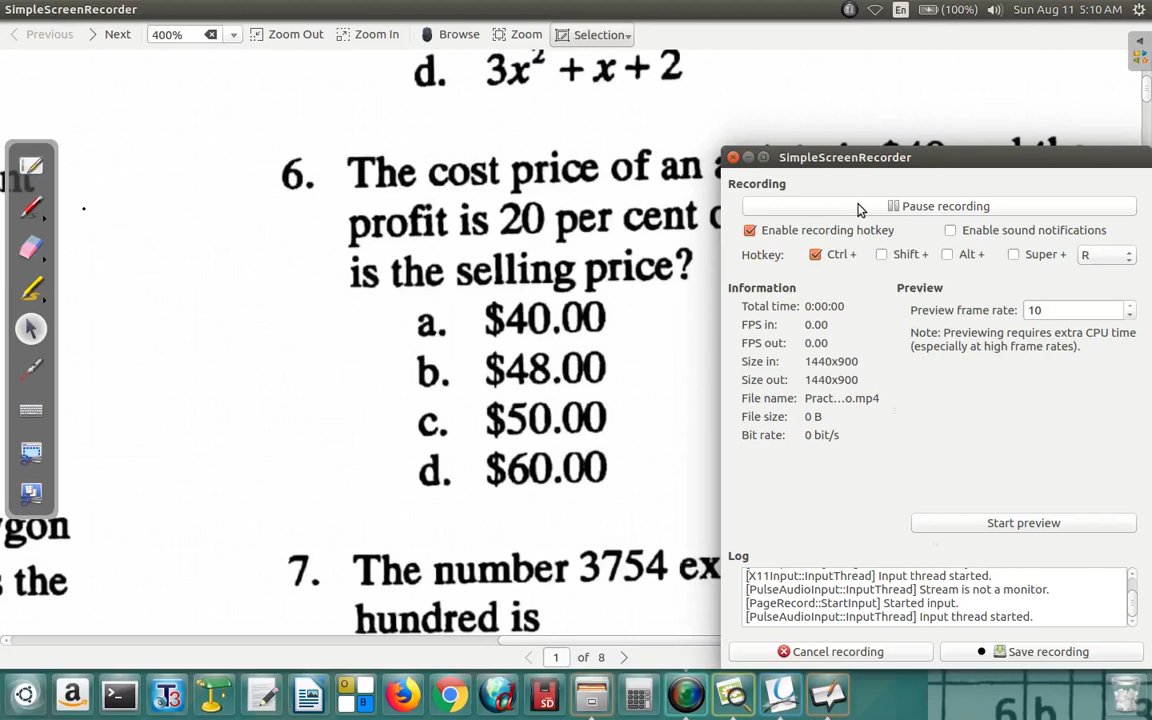 SimpleScreenRecorder
En
(100%)
Sun Aug 11 5:10 AM
Previous
Next
400%
Zoom Out
Zoom In
Browse
Zoom
Selection
d. 3x² + x + 2
6. The cost price of an
profit is 20 per cent
is the selling price?
a. $40.00
b. $48.00
c. $50.00
d. $60.00
ygon
s the
7. The number 3754 ex
hundred is
1 of 8
SimpleScreenRecorder
Recording
Pause recording
Enable recording hotkey
Enable sound notifications
Hotkey: Ctrl + Shift + Alt + Super + R
Information
Total time: 0:00:00
FPS in: 0.00
FPS out: 0.00
Size in: 1440x900
Size out: 1440x900
File name: Pract...o.mp4
File size: 0 B
Bit rate: 0 bit/s
Preview
Preview frame rate: 10
Note: Previewing requires extra CPU time
(especially at high frame rates).
Start preview
Log
[X11Input::InputThread] Input thread started.
[PulseAudioInput::InputThread] Stream is not a monitor.
[PageRecord::StartInput] Started input.
[PulseAudioInput::InputThread] Input thread started.
Cancel recording
Save recording
a
T3
SD
6b